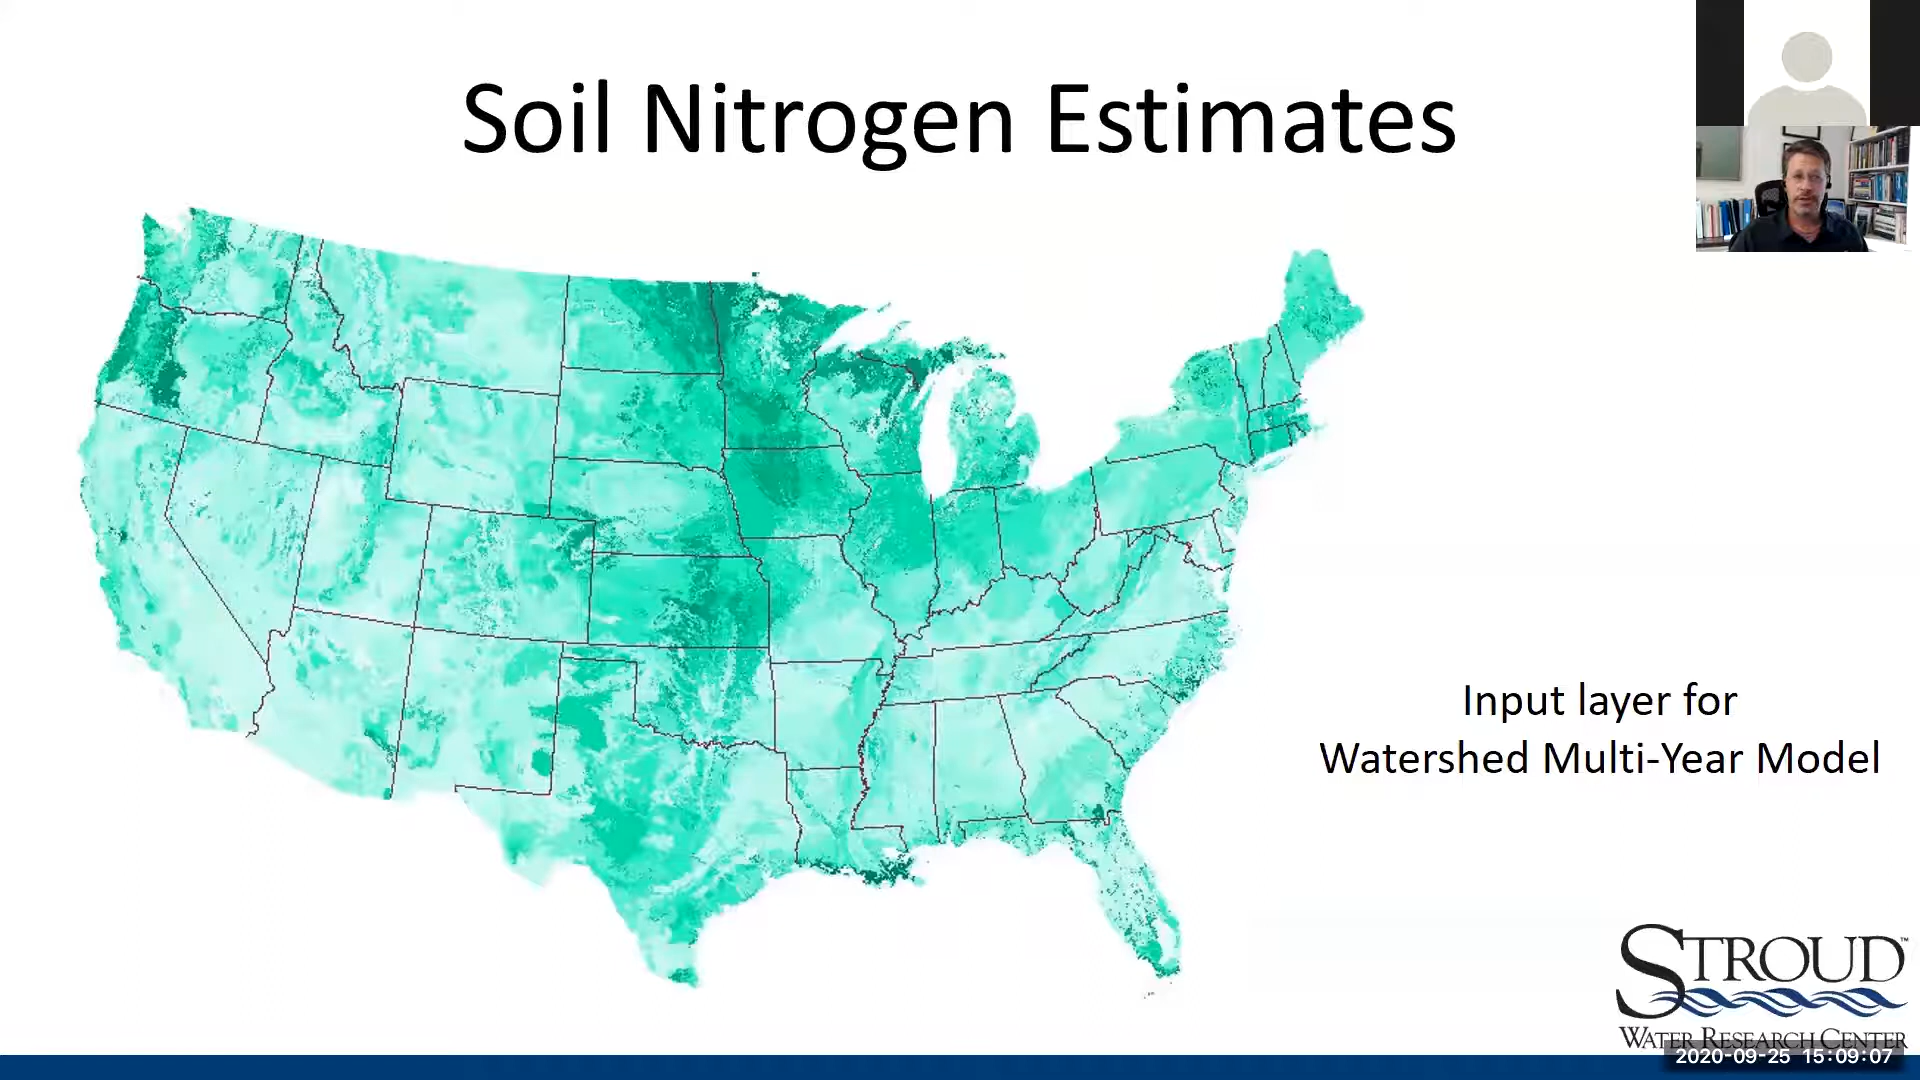 Soil Nitrogen Estimates
Input layer for
Watershed Multi-Year Model
STROUD™
WATER RESEARCH CENTER
2020-09-25 15:09:07